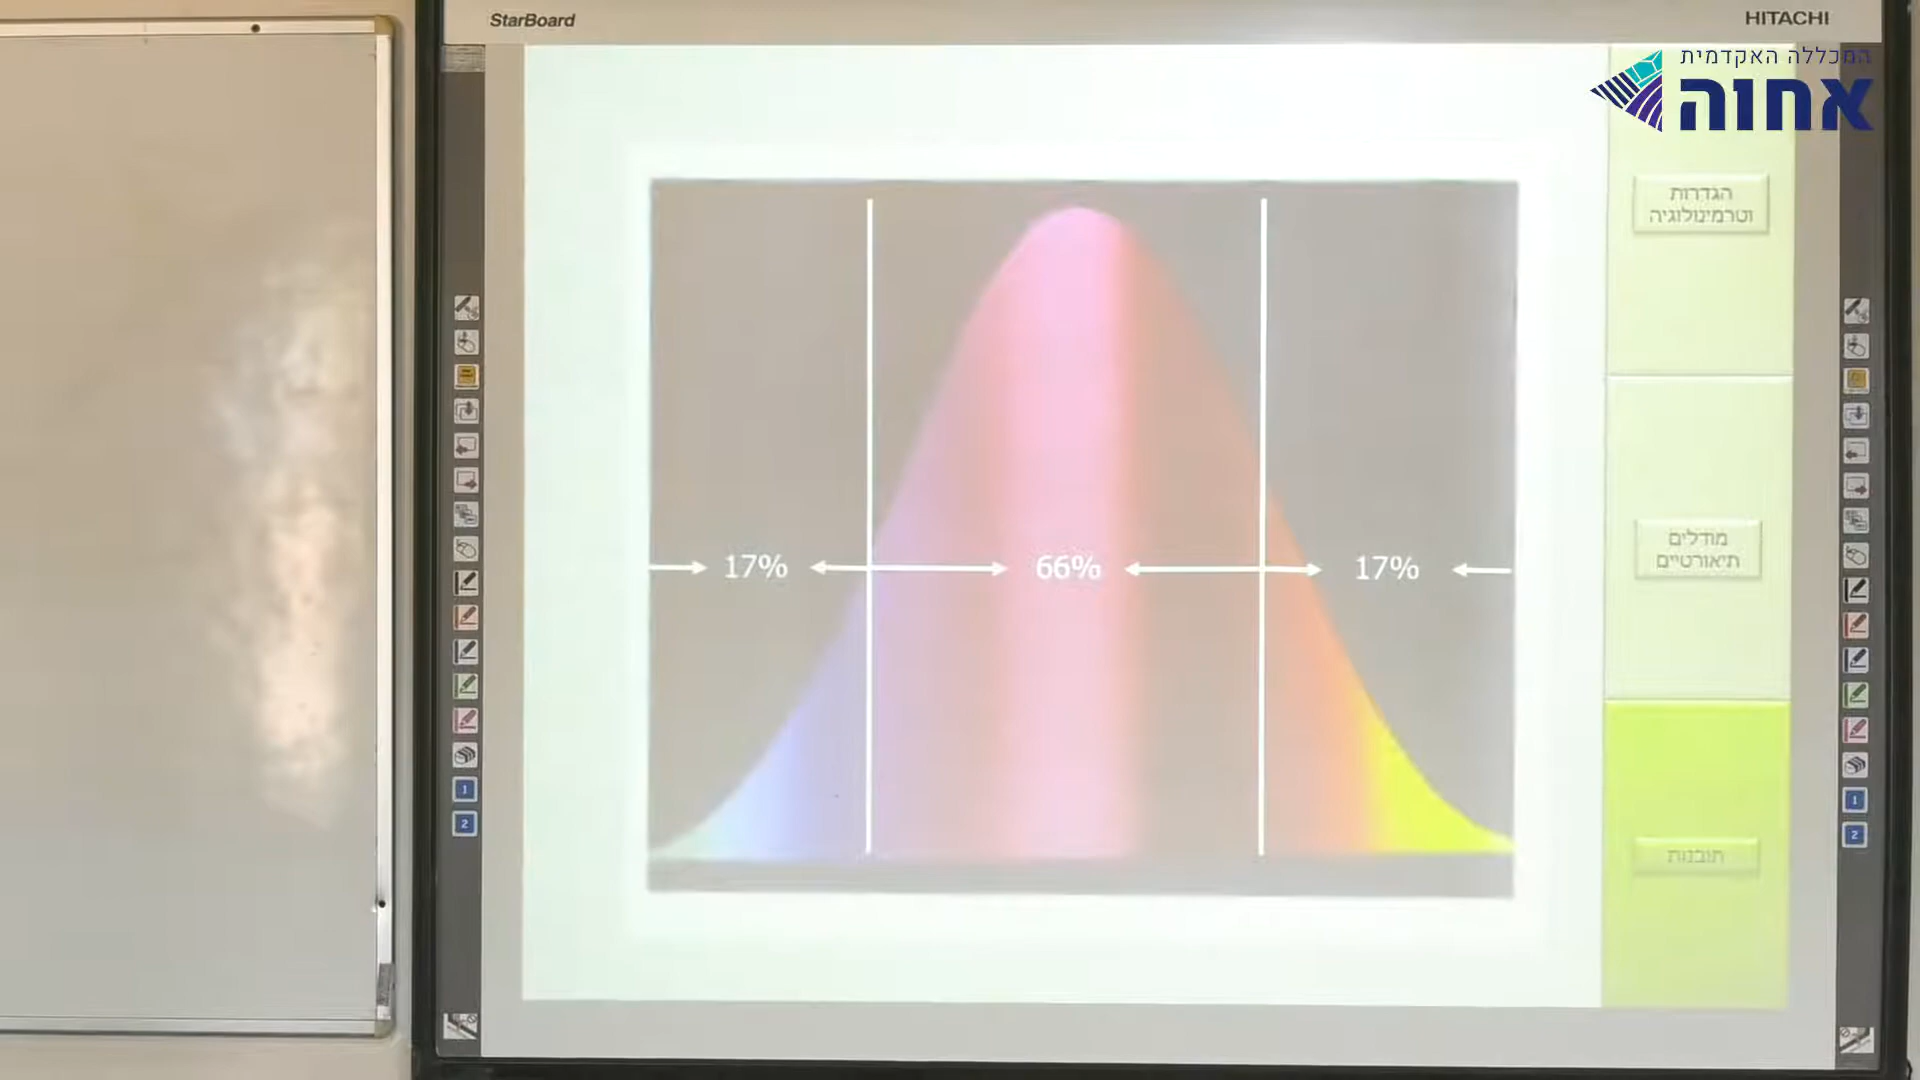 StarBoard
HITACHI
המכללה האקדמית
אחוה
הגדרות
וטרמינולוגיה
17%
66%
17%
מודלים
תיאורטיים
תובנות
1
2
1
2